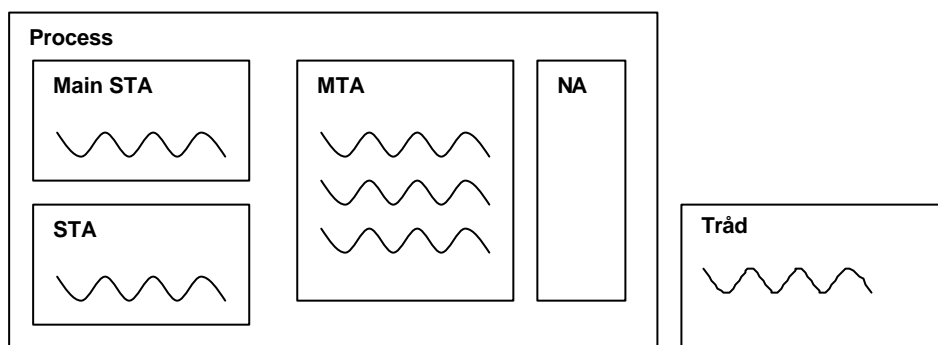 Process
Main STA
MTA
NA
STA
Tråd